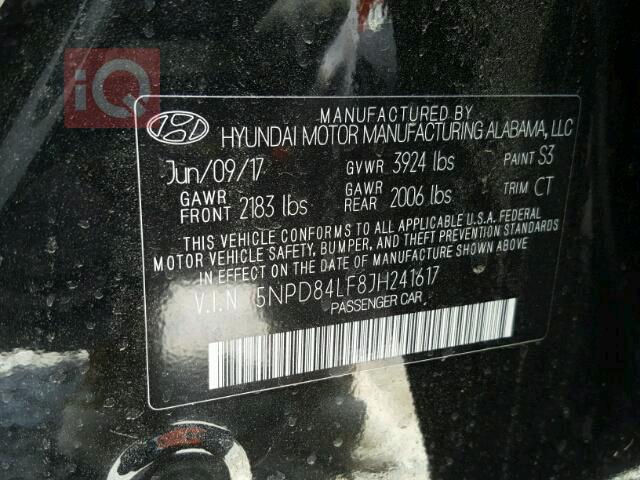 iQ
MANUFACTURED BY
HYUNDAI MOTOR MANUFACTURING ALABAMA, LLC
Jun/09/17 GVWR 3924 lbs PAINT S3
GAWR FRONT 2183 lbs GAWR REAR 2006 lbs TRIM CT
THIS VEHICLE CONFORMS TO ALL APPLICABLE U.S.A. FEDERAL
MOTOR VEHICLE SAFETY, BUMPER, AND THEFT PREVENTION STANDARDS
IN EFFECT ON THE DATE OF MANUFACTURE SHOWN ABOVE
V.I.N 5NPD84LF8JH241617
PASSENGER CAR